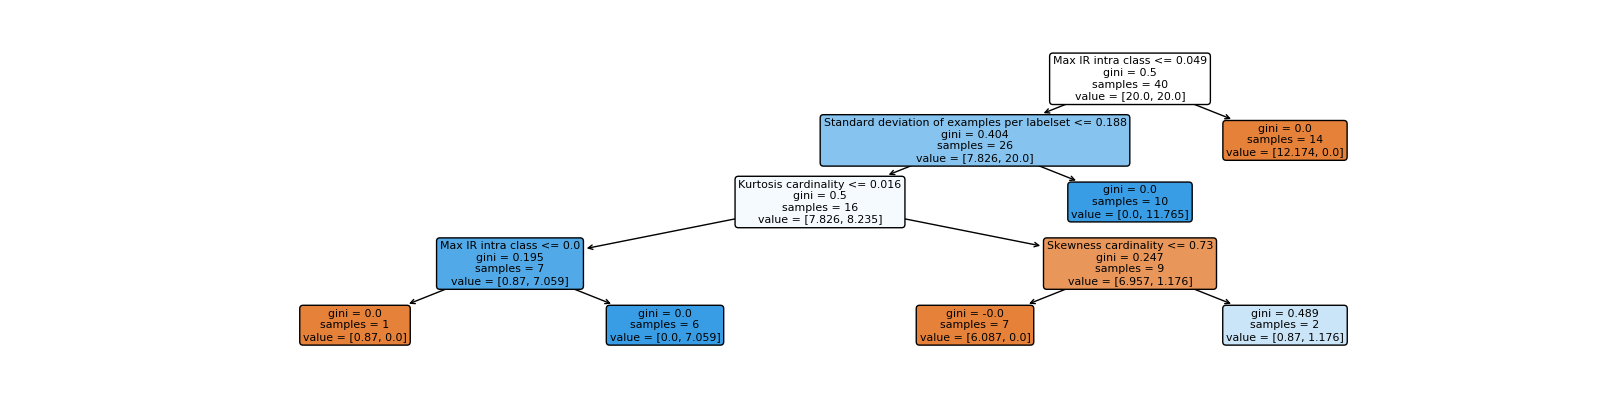 Max IR intra class <= 0.049
gini = 0.5
samples = 40
value = [20.0, 20.0]
Standard deviation of examples per labelset <= 0.188
gini = 0.404
samples = 26
value = [7.826, 20.0]
gini = 0.0
samples = 14
value = [12.174, 0.0]
Kurtosis cardinality <= 0.016
gini = 0.5
samples = 16
value = [7.826, 8.235]
gini = 0.0
samples = 10
value = [0.0, 11.765]
Max IR intra class <= 0.0
gini = 0.195
samples = 7
value = [0.87, 7.059]
Skewness cardinality <= 0.73
gini = 0.247
samples = 9
value = [6.957, 1.176]
gini = 0.0
samples = 1
value = [0.87, 0.0]
gini = 0.0
samples = 6
value = [0.0, 7.059]
gini = -0.0
samples = 7
value = [6.087, 0.0]
gini = 0.489
samples = 2
value = [0.87, 1.176]